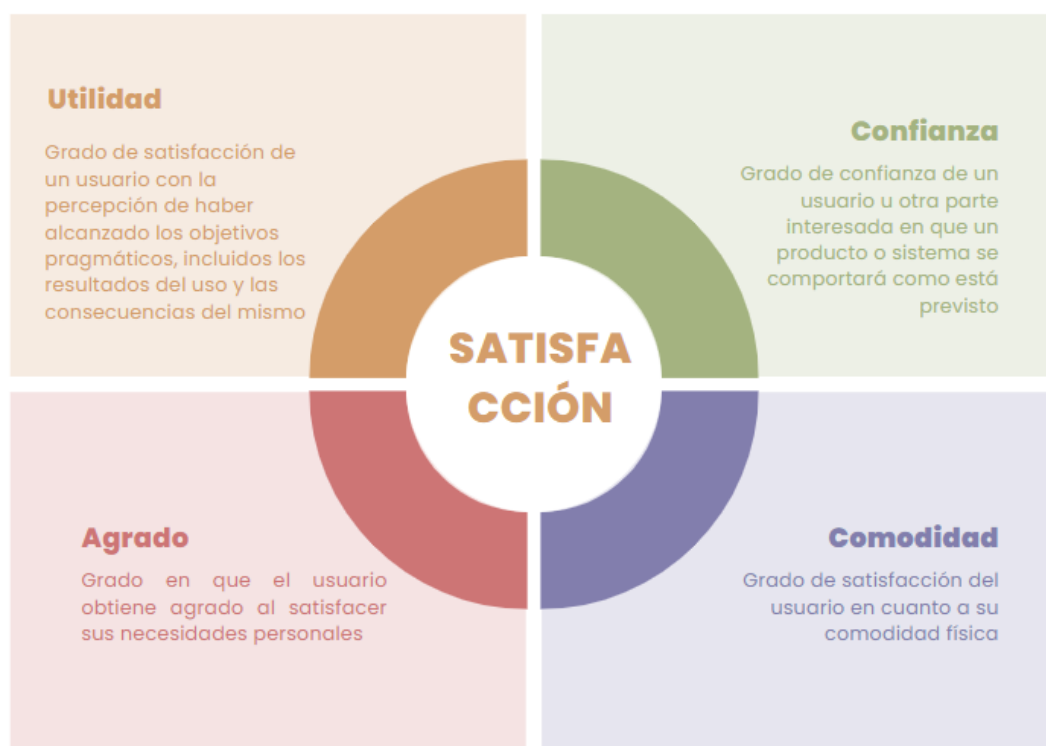 Utilidad
Grado de satisfacción de
un usuario con la
percepción de haber
alcanzado los objetivos
pragmáticos, incluidos los
resultados del uso y las
consecuencias del mismo
Confianza
Grado de confianza de un
usuario u otra parte
interesada en que un
producto o sistema se
comportará como está
previsto
SATISFA
CCIÓN
Agrado
Grado en que el usuario
obtiene agrado al satisfacer
sus necesidades personales
Comodidad
Grado de satisfacción del
usuario en cuanto a su
comodidad física